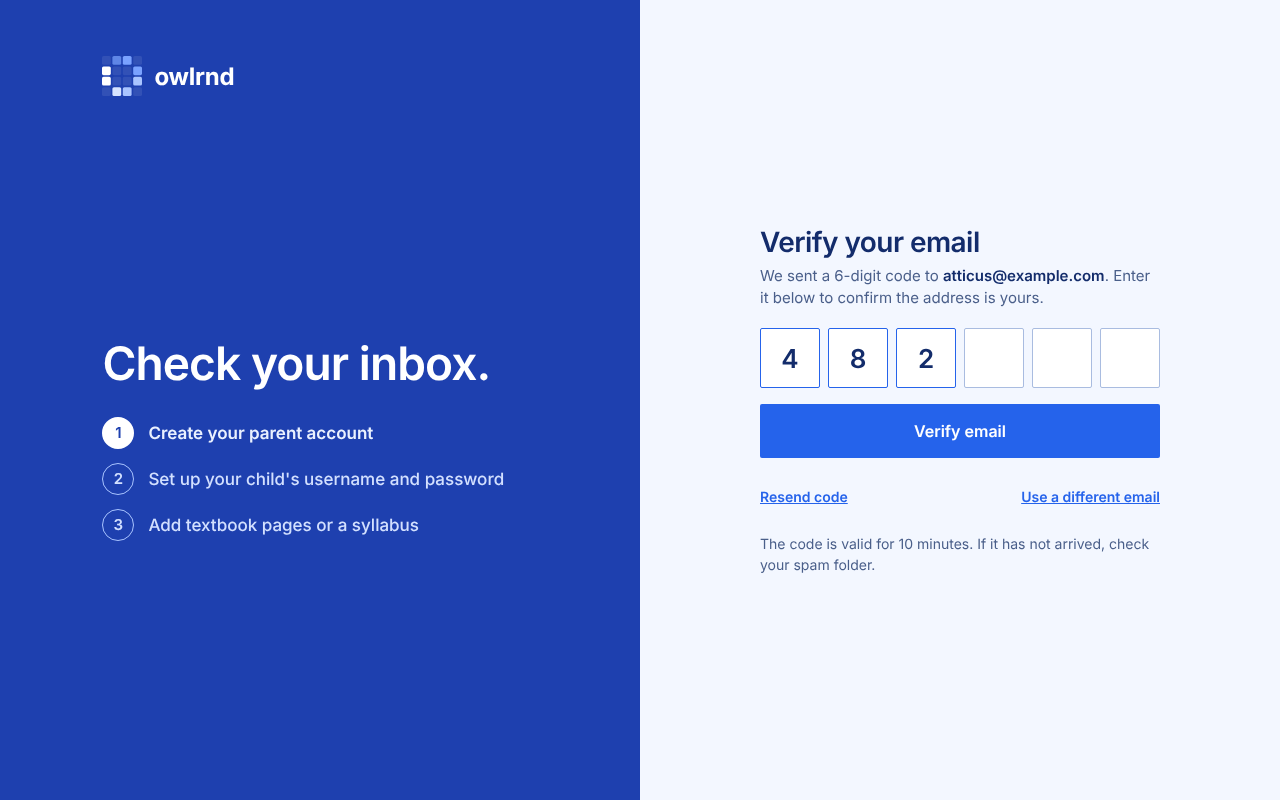 owlrnd
Check your inbox.
1 Create your parent account
2 Set up your child's username and password
3 Add textbook pages or a syllabus
Verify your email
We sent a 6-digit code to atticus@example.com. Enter
it below to confirm the address is yours.
4 8 2
Verify email
Resend code Use a different email
The code is valid for 10 minutes. If it has not arrived, check
your spam folder.